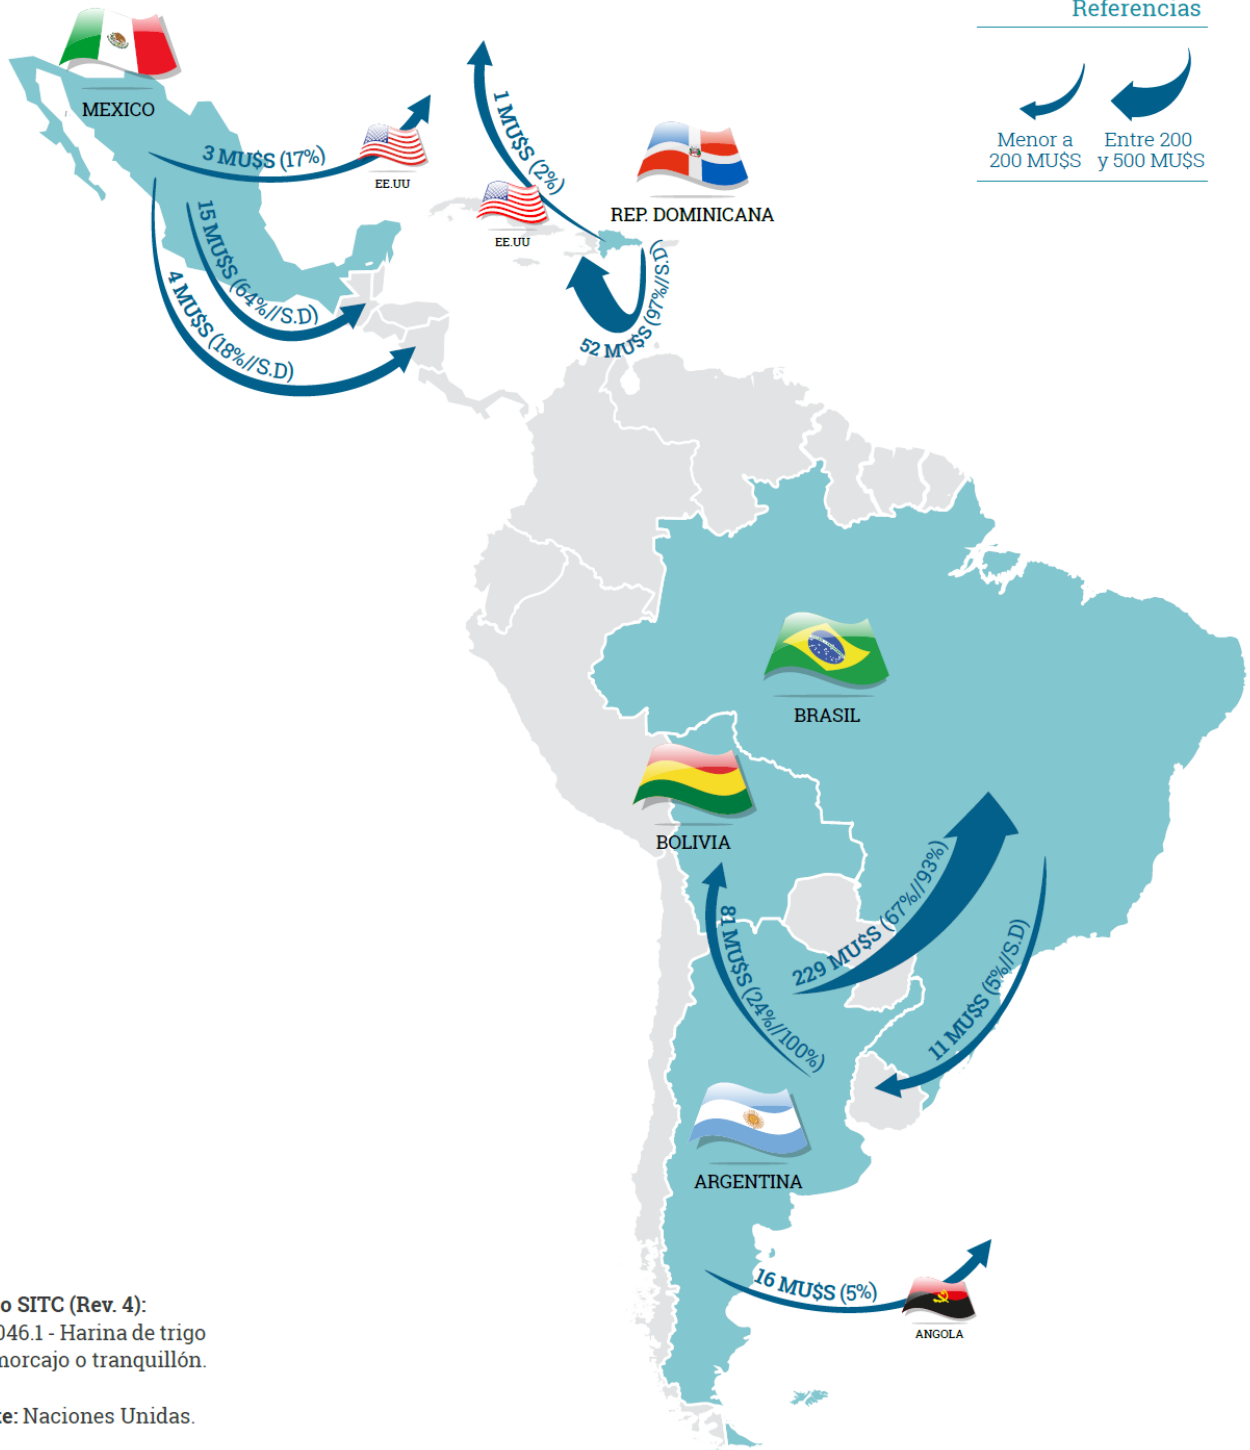 Referencias
Menor a
200 MU$S
Entre 200
y 500 MU$S
MEXICO
3 MU$S (17%)
EE.UU
1 MU$S (2%)
EE.UU
REP. DOMINICANA
15 MU$S (64%//S.D)
4 MU$S (18%//S.D)
52 MU$S (97%//S.D)
BRASIL
BOLIVIA
229 MU$S (67%//93%)
81 MU$S (24%//100%)
11 MU$S (5%//S.D)
ARGENTINA
16 MU$S (5%)
ANGOLA
o SITC (Rev. 4):
046.1 - Harina de trigo
morcajo o tranquillón.
te: Naciones Unidas.